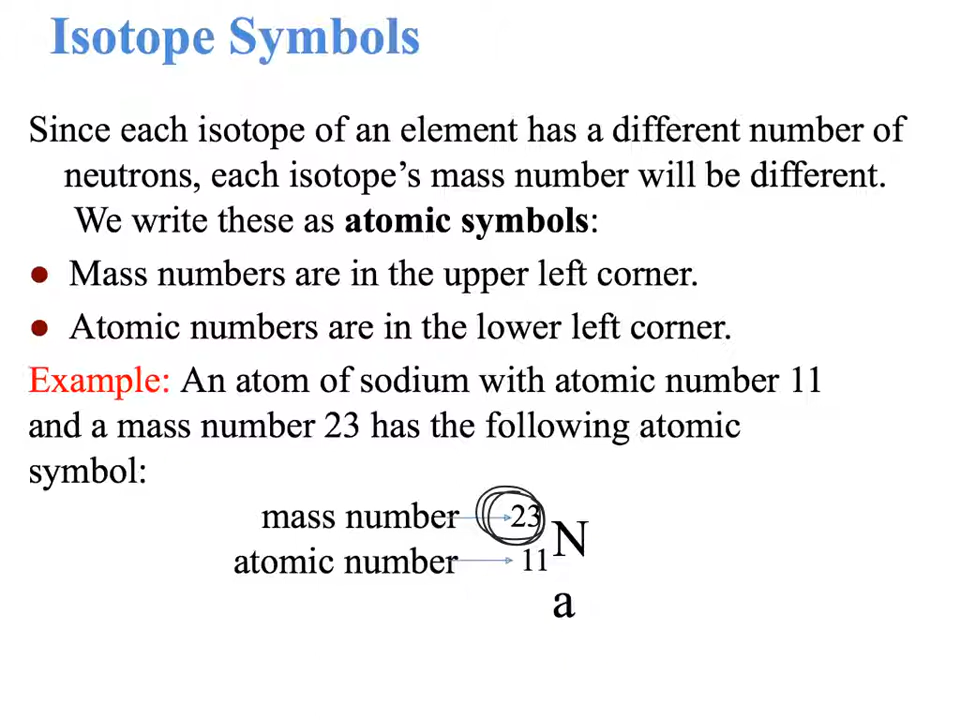 Isotope Symbols
Since each isotope of an element has a different number of
neutrons, each isotope’s mass number will be different.
We write these as atomic symbols:
● Mass numbers are in the upper left corner.
● Atomic numbers are in the lower left corner.
Example: An atom of sodium with atomic number 11
and a mass number 23 has the following atomic
symbol:
mass number 23
N
atomic number 11
a